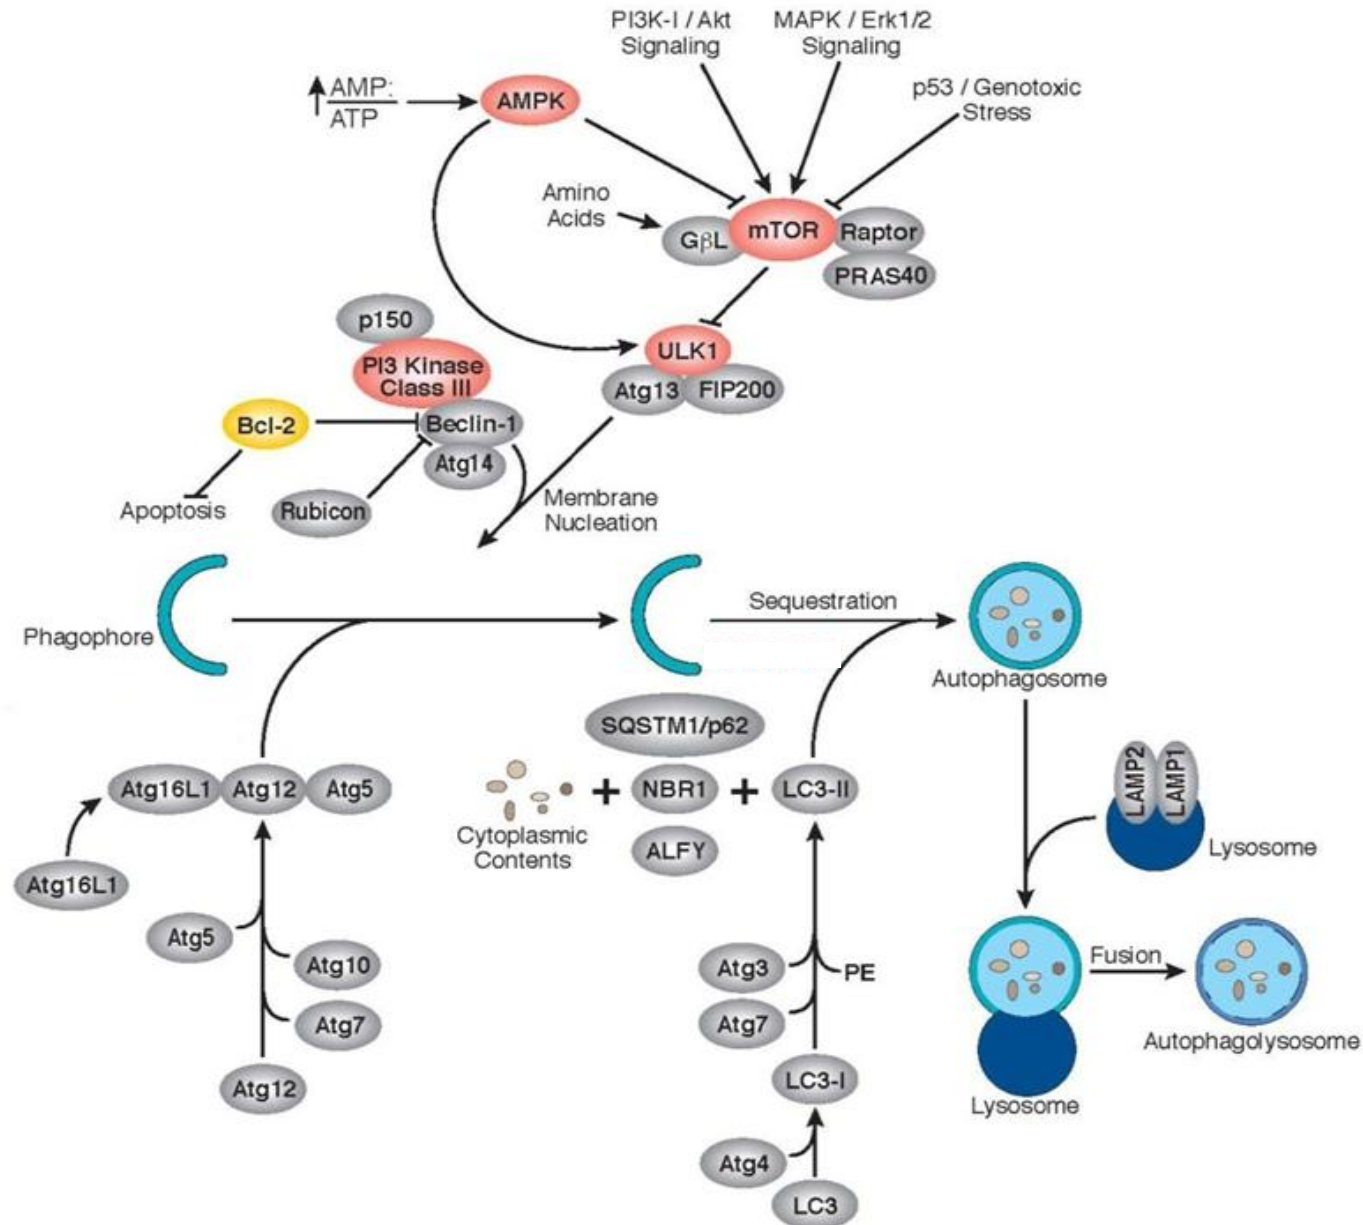 PI3K-I / Akt
Signaling
MAPK / Erk1/2
Signaling
AMP:
ATP
AMPK
p53 / Genotoxic
Stress
Amino
Acids
GβL
mTOR
Raptor
PRAS40
p150
PI3 Kinase
Class III
ULK1
Atg13
FIP200
Bcl-2
Beclin-1
Atg14
Apoptosis
Rubicon
Membrane
Nucleation
Phagophore
Sequestration
Autophagosome
SQSTM1/p62
Atg16L1
Atg12
Atg5
+
NBR1
+
LC3-II
Cytoplasmic
Contents
ALFY
LAMP2
LAMP1
Lysosome
Atg16L1
Atg5
Atg10
Atg7
Atg12
Atg3
PE
Atg7
LC3-I
Atg4
LC3
Fusion
Autophagolysosome
Lysosome